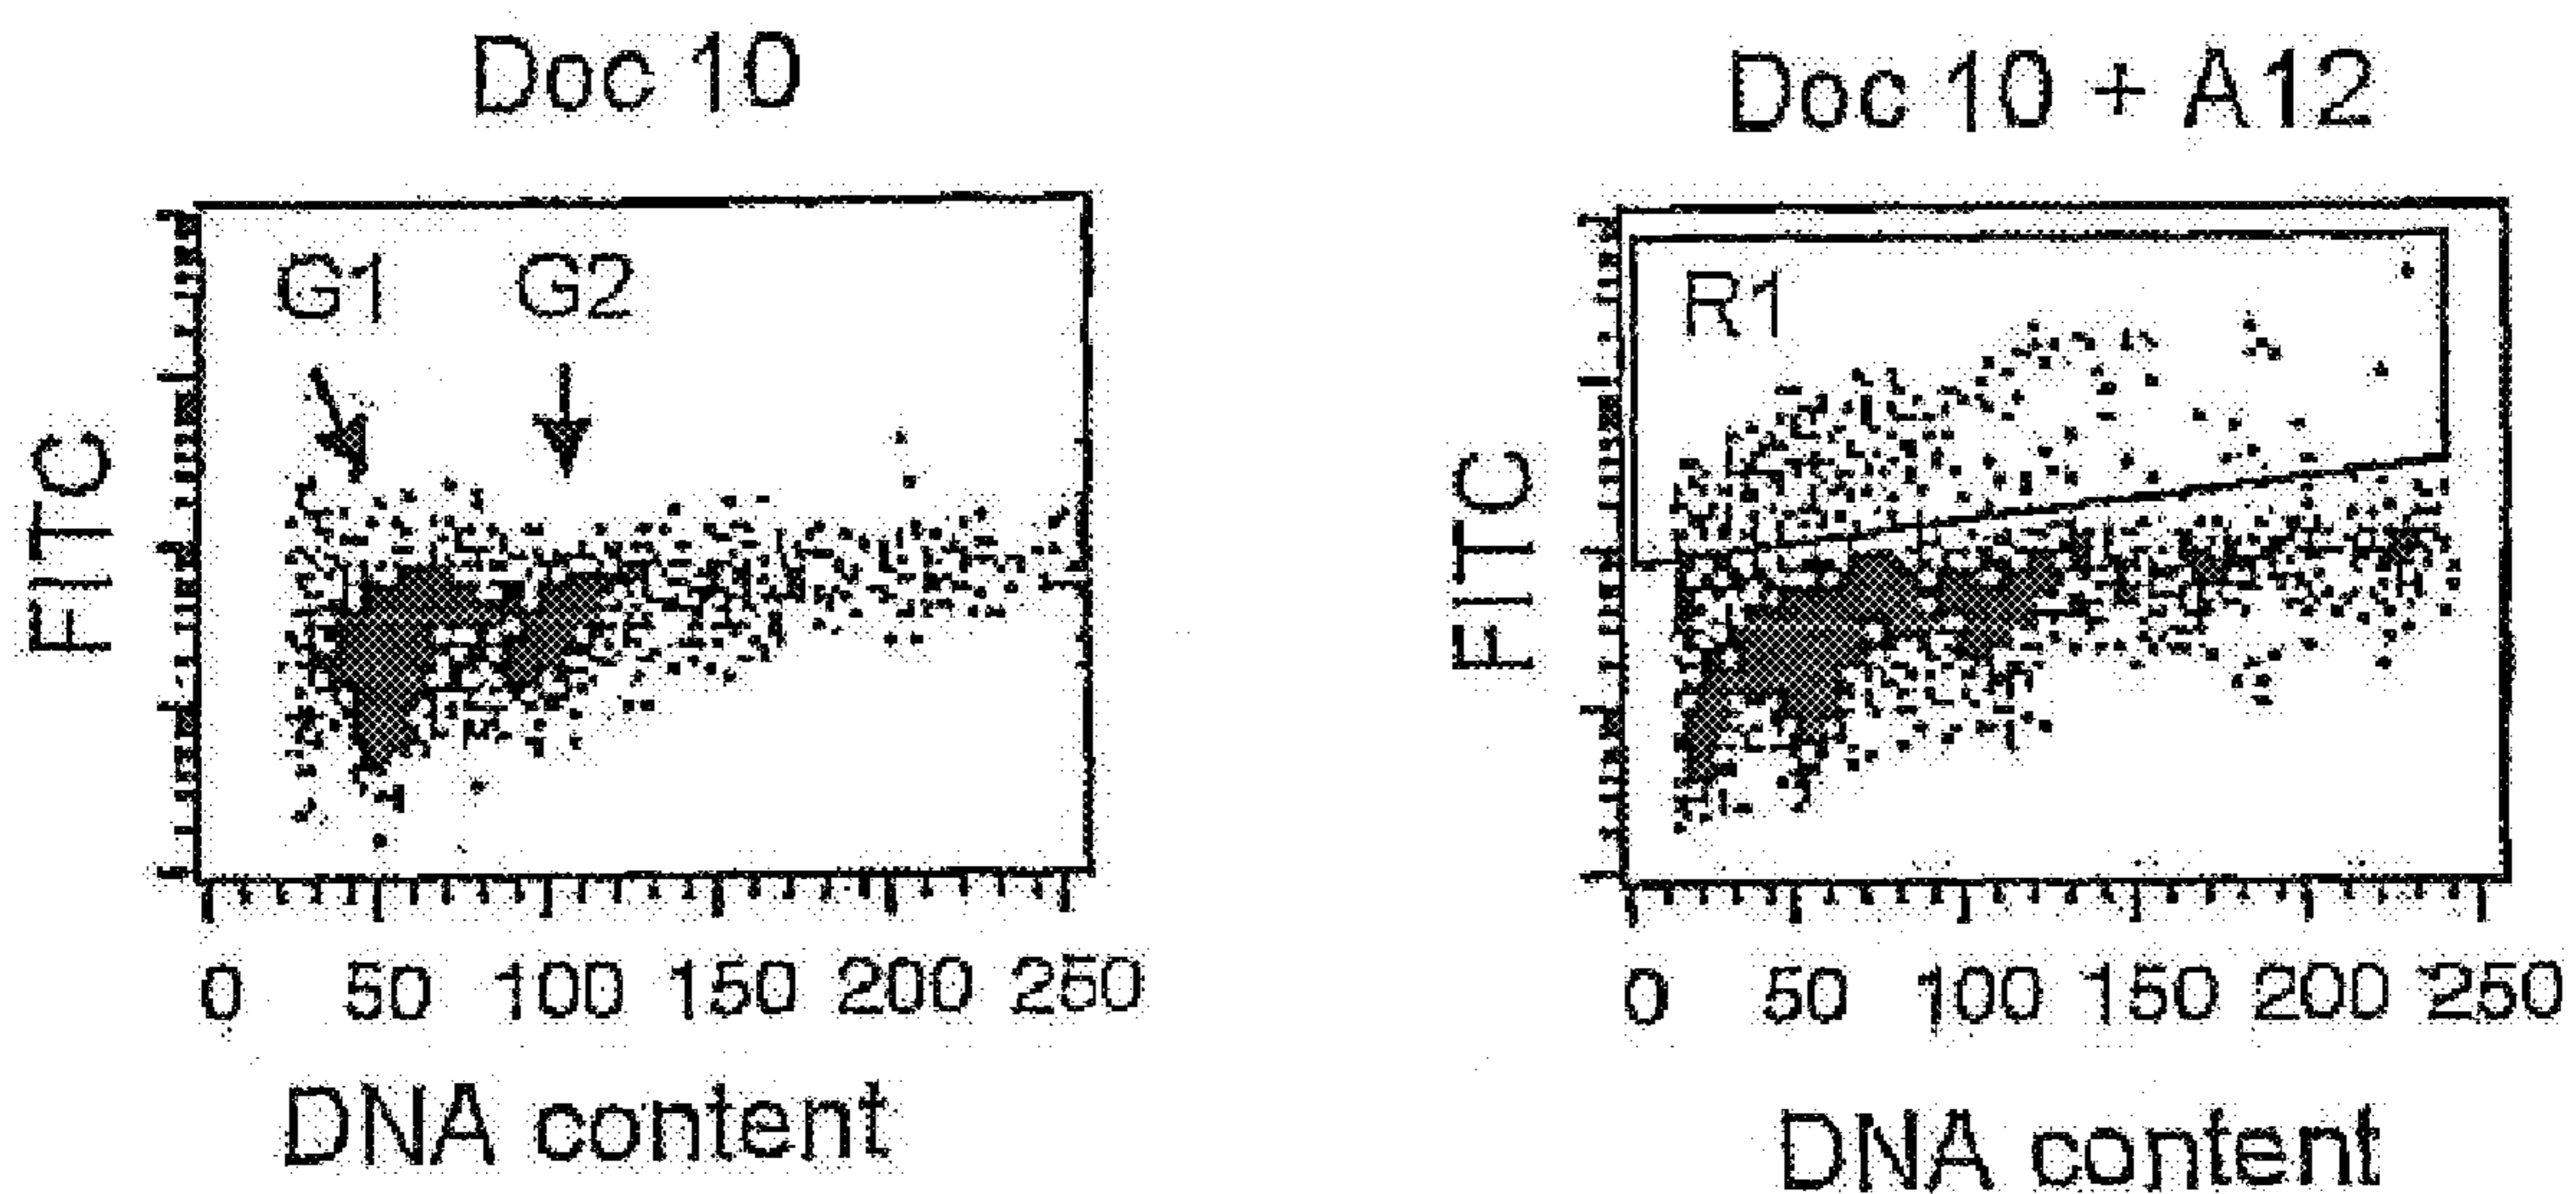 Doc 10
G1 G2
FITC
0 50 100 150 200 250
DNA content
Doc 10 + A12
R1
FITC
0 50 100 150 200 250
DNA content